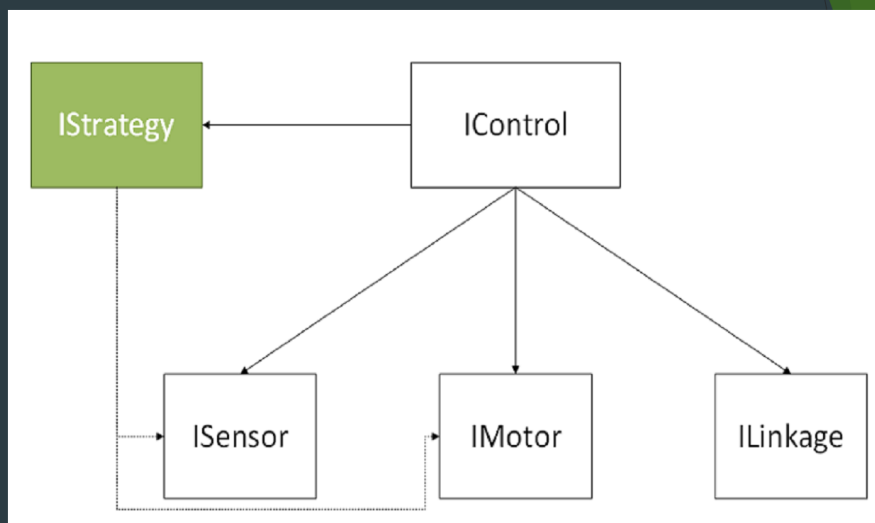 IStrategy
IControl
ISensor
IMotor
ILinkage